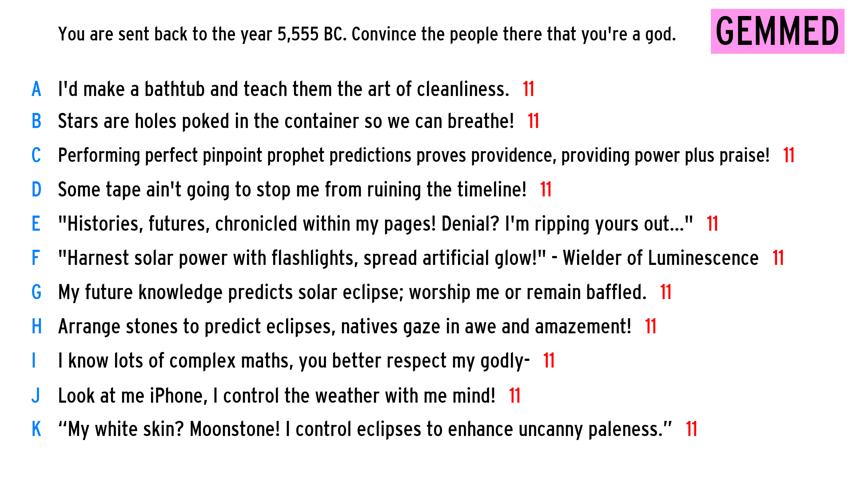 You are sent back to the year 5,555 BC. Convince the people there that you're a god. GEMMED
A I'd make a bathtub and teach them the art of cleanliness. 11
B Stars are holes poked in the container so we can breathe! 11
C Performing perfect pinpoint prophet predictions proves providence, providing power plus praise! 11
D Some tape ain't going to stop me from ruining the timeline! 11
E "Histories, futures, chronicled within my pages! Denial? I'm ripping yours out..." 11
F "Harnest solar power with flashlights, spread artificial glow!" - Wielder of Luminescence 11
G My future knowledge predicts solar eclipse; worship me or remain baffled. 11
H Arrange stones to predict eclipses, natives gaze in awe and amazement! 11
I I know lots of complex maths, you better respect my godly- 11
J Look at me iPhone, I control the weather with me mind! 11
K “My white skin? Moonstone! I control eclipses to enhance uncanny paleness.” 11